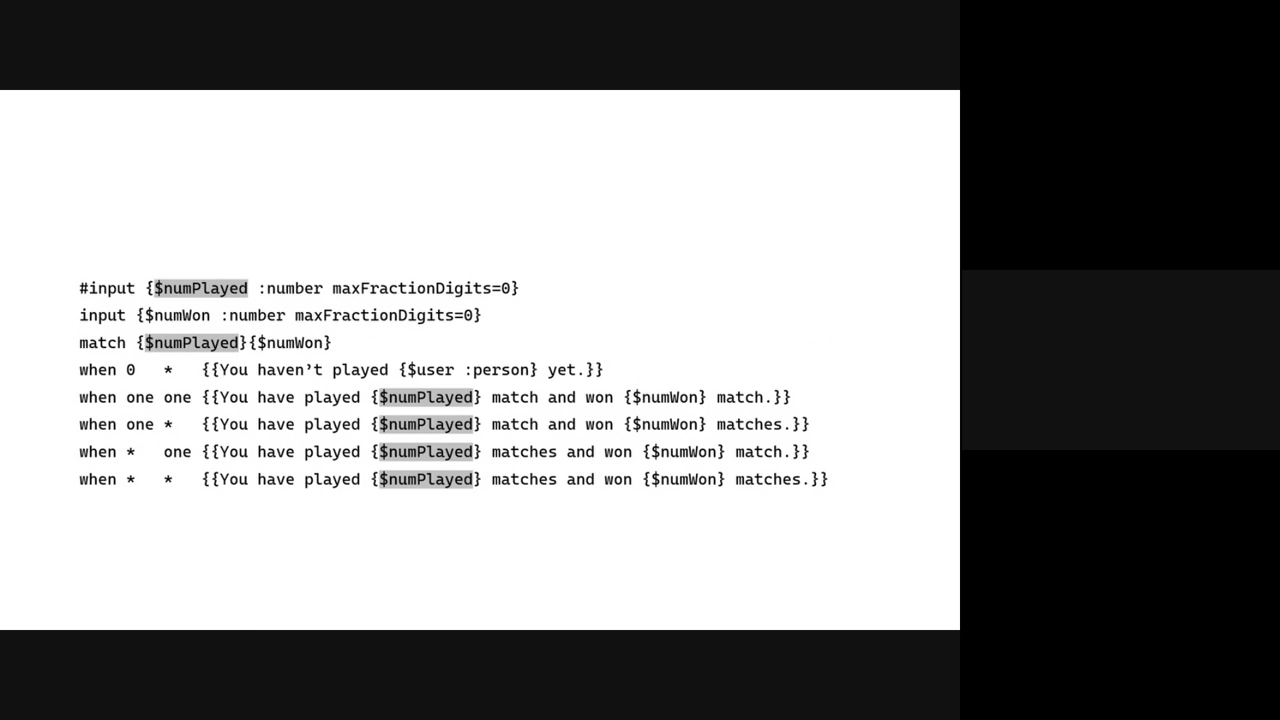 #input {$numPlayed :number maxFractionDigits=0}
input {$numWon :number maxFractionDigits=0}
match {$numPlayed}{$numWon}
when 0   *   {{You haven’t played {$user :person} yet.}}
when one one {{You have played {$numPlayed} match and won {$numWon} match.}}
when one *   {{You have played {$numPlayed} match and won {$numWon} matches.}}
when *   one {{You have played {$numPlayed} matches and won {$numWon} match.}}
when *   *   {{You have played {$numPlayed} matches and won {$numWon} matches.}}